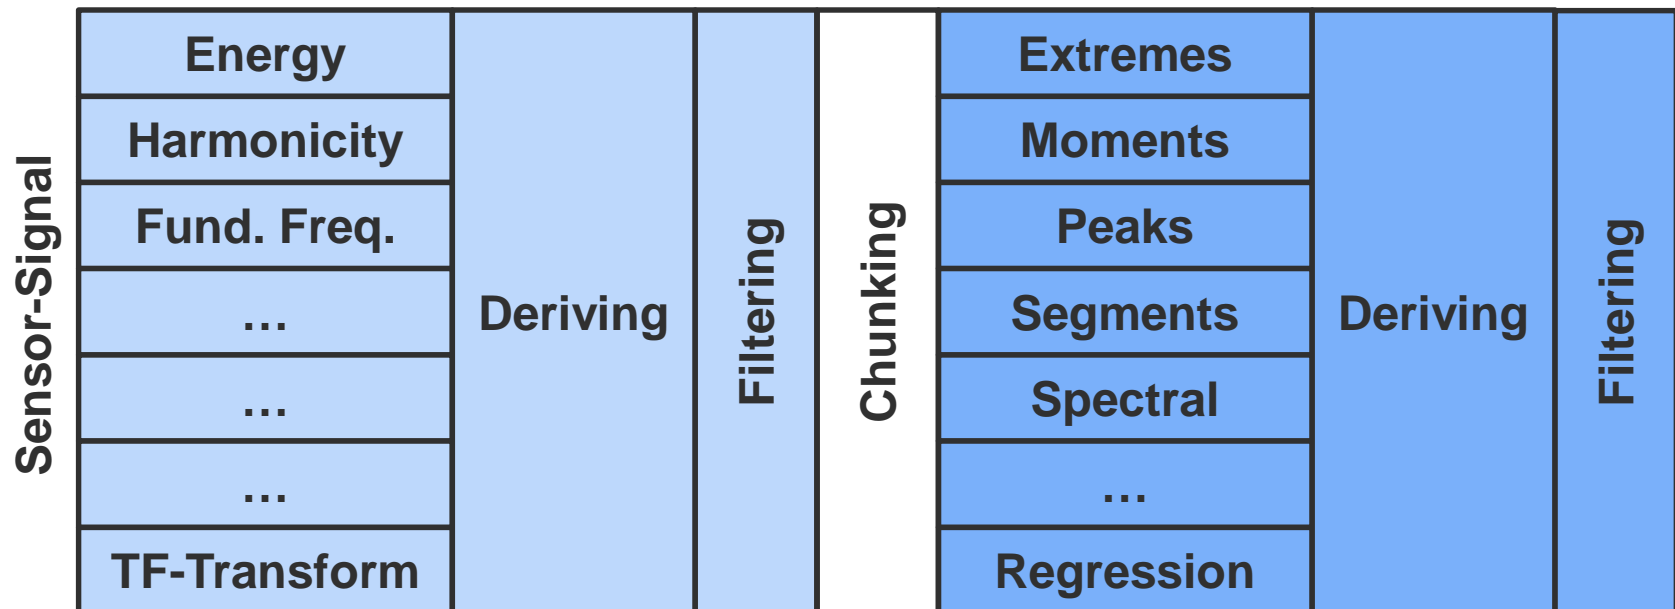 Sensor-Signal
Energy
Harmonicity
Fund. Freq.
…
…
…
TF-Transform
Deriving
Filtering
Chunking
Extremes
Moments
Peaks
Segments
Spectral
…
Regression
Deriving
Filtering